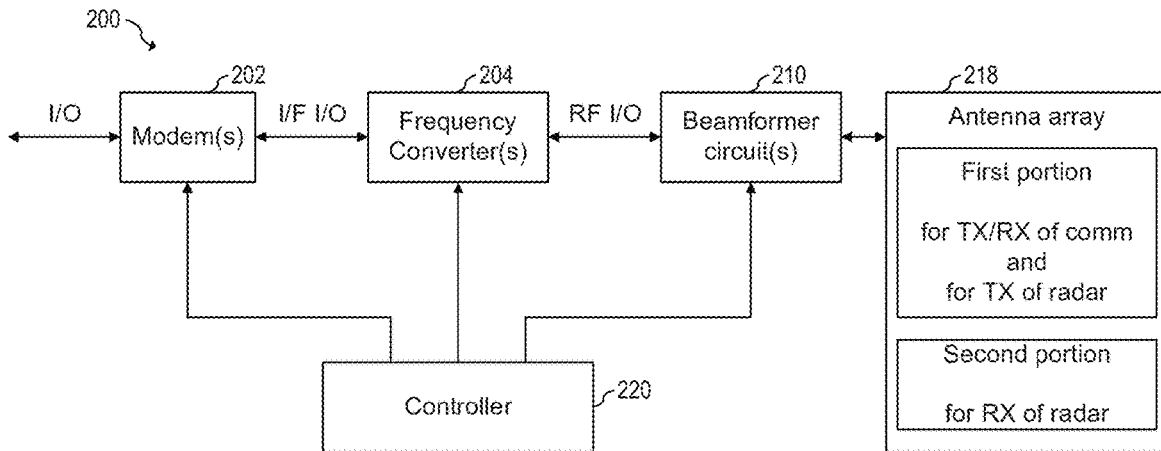 200
202
204
210
218
I/O
Modem(s)
I/F I/O
Frequency
Converter(s)
RF I/O
Beamformer
circuit(s)
Antenna array
First portion
for TX/RX of comm
and
for TX of radar
Second portion
for RX of radar
Controller
220